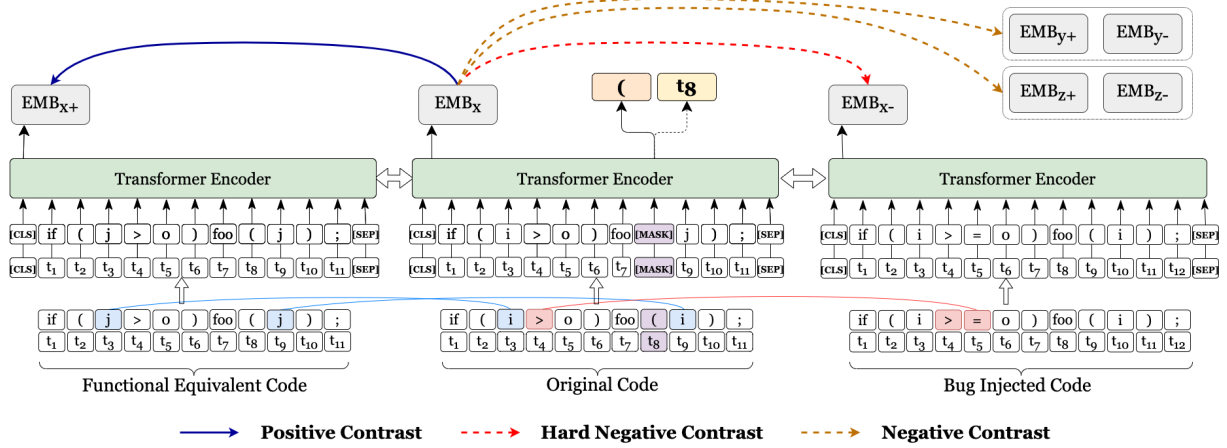 EMBy+ EMBy-
EMBx+ EMBx ( t8 EMBx- EMBz+ EMBz-
Transformer Encoder Transformer Encoder Transformer Encoder
[CLS] if ( j > 0 ) foo ( j ) ; [SEP] [CLS] if ( i > 0 ) foo [MASK] j ) ; [SEP] [CLS] if ( i > = 0 ) foo ( i ) ; [SEP]
[CLS] t1 t2 t3 t4 t5 t6 t7 t8 t9 t10 t11 [SEP] [CLS] t1 t2 t3 t4 t5 t6 t7 [MASK] t9 t10 t11 [SEP] [CLS] t1 t2 t3 t4 t5 t6 t7 t8 t9 t10 t11 t12 [SEP]
if ( j > 0 ) foo ( j ) ; if ( i > 0 ) foo ( i ) ; if ( i > = 0 ) foo ( i ) ;
t1 t2 t3 t4 t5 t6 t7 t8 t9 t10 t11 t1 t2 t3 t4 t5 t6 t7 t8 t9 t10 t11 t1 t2 t3 t4 t5 t6 t7 t8 t9 t10 t11 t12
Functional Equivalent Code Original Code Bug Injected Code
Positive Contrast Hard Negative Contrast Negative Contrast